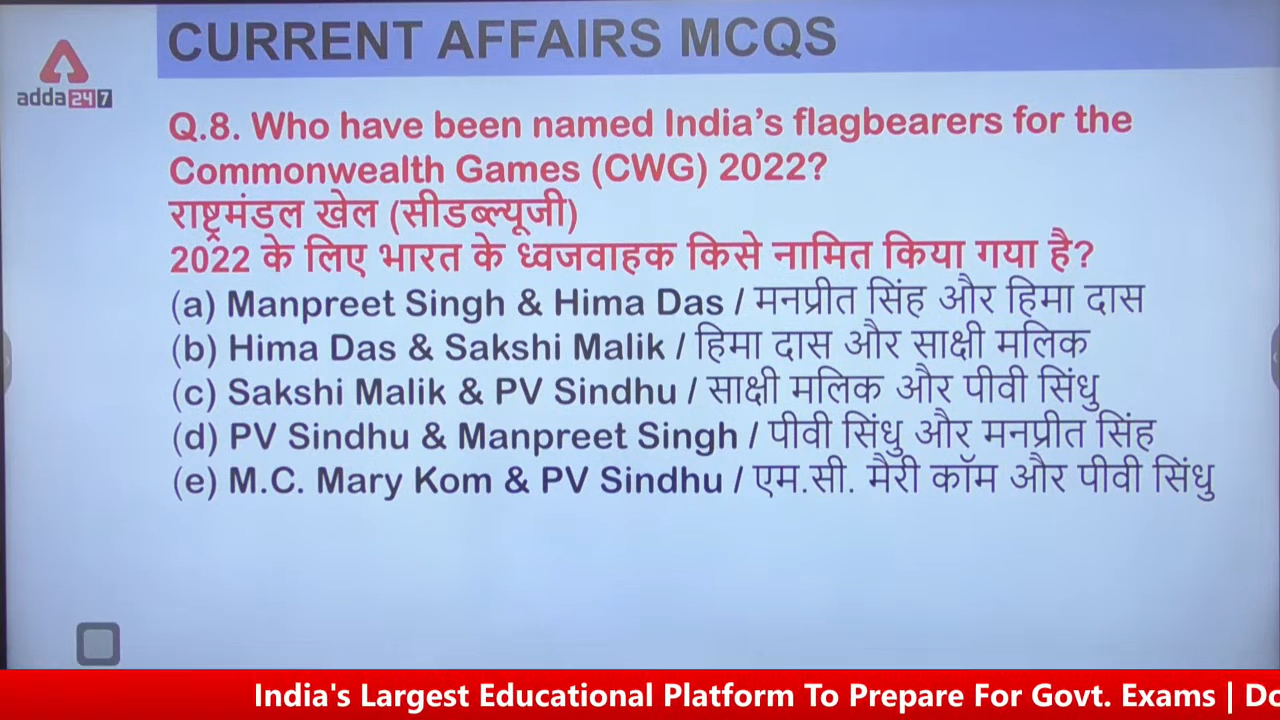 CURRENT AFFAIRS MCQS
adda247
Q.8. Who have been named India's flagbearers for the
Commonwealth Games (CWG) 2022?
राष्ट्रमंडल खेल (सीडब्ल्यूजी)
2022 के लिए भारत के ध्वजवाहक किसे नामित किया गया है?
(a) Manpreet Singh & Hima Das / मनप्रीत सिंह और हिमा दास
(b) Hima Das & Sakshi Malik / हिमा दास और साक्षी मलिक
(c) Sakshi Malik & PV Sindhu / साक्षी मलिक और पीवी सिंधु
(d) PV Sindhu & Manpreet Singh / पीवी सिंधु और मनप्रीत सिंह
(e) M.C. Mary Kom & PV Sindhu / एम.सी. मैरी कॉम और पीवी सिंधु
India's Largest Educational Platform To Prepare For Govt. Exams | Do